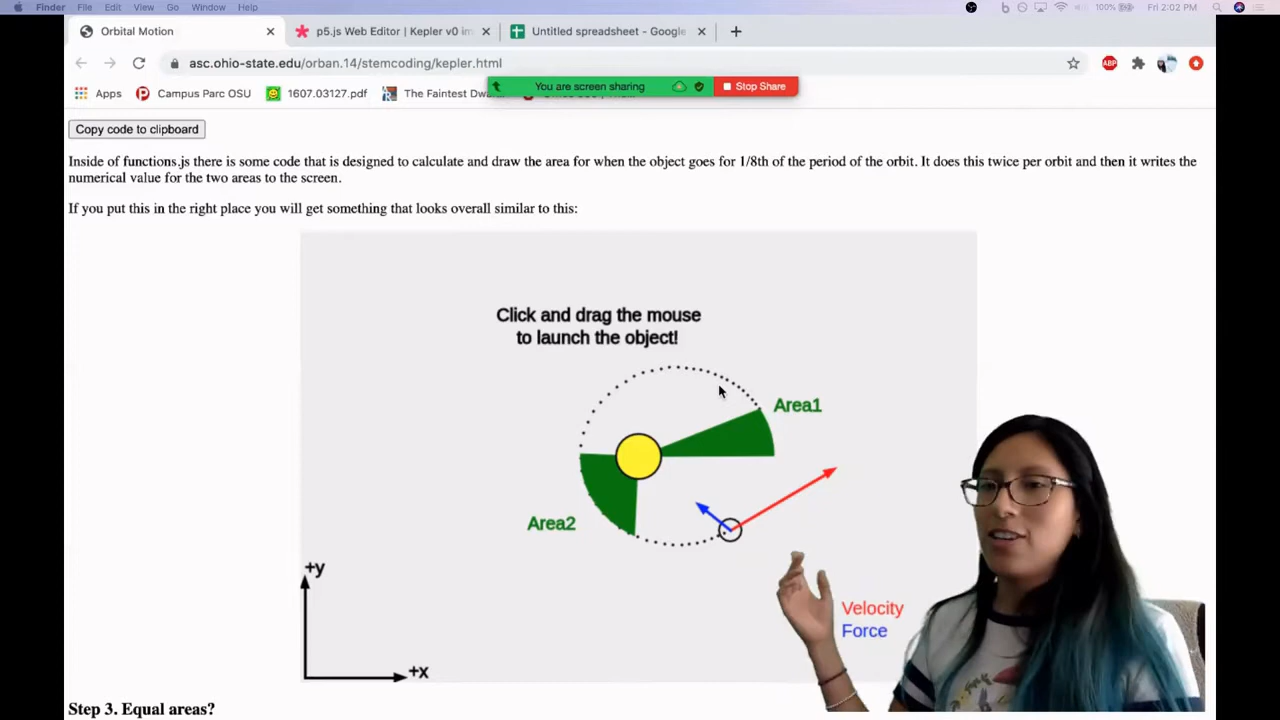 Finder File Edit View Go Window Help 100% Fri 2:02 PM
Orbital Motion p5.js Web Editor | Kepler v0 im Untitled spreadsheet - Google
asc.ohio-state.edu/orban.14/stemcoding/kepler.html ABP
You are screen sharing Stop Share
Apps Campus Parc OSU 1607.03127.pdf The Faintest Dwa
Copy code to clipboard
Inside of functions.js there is some code that is designed to calculate and draw the area for when the object goes for 1/8th of the period of the orbit. It does this twice per orbit and then it writes the
numerical value for the two areas to the screen.
If you put this in the right place you will get something that looks overall similar to this:
Click and drag the mouse
to launch the object!
Area1
Area2
+y
Velocity
Force
+x
Step 3. Equal areas?